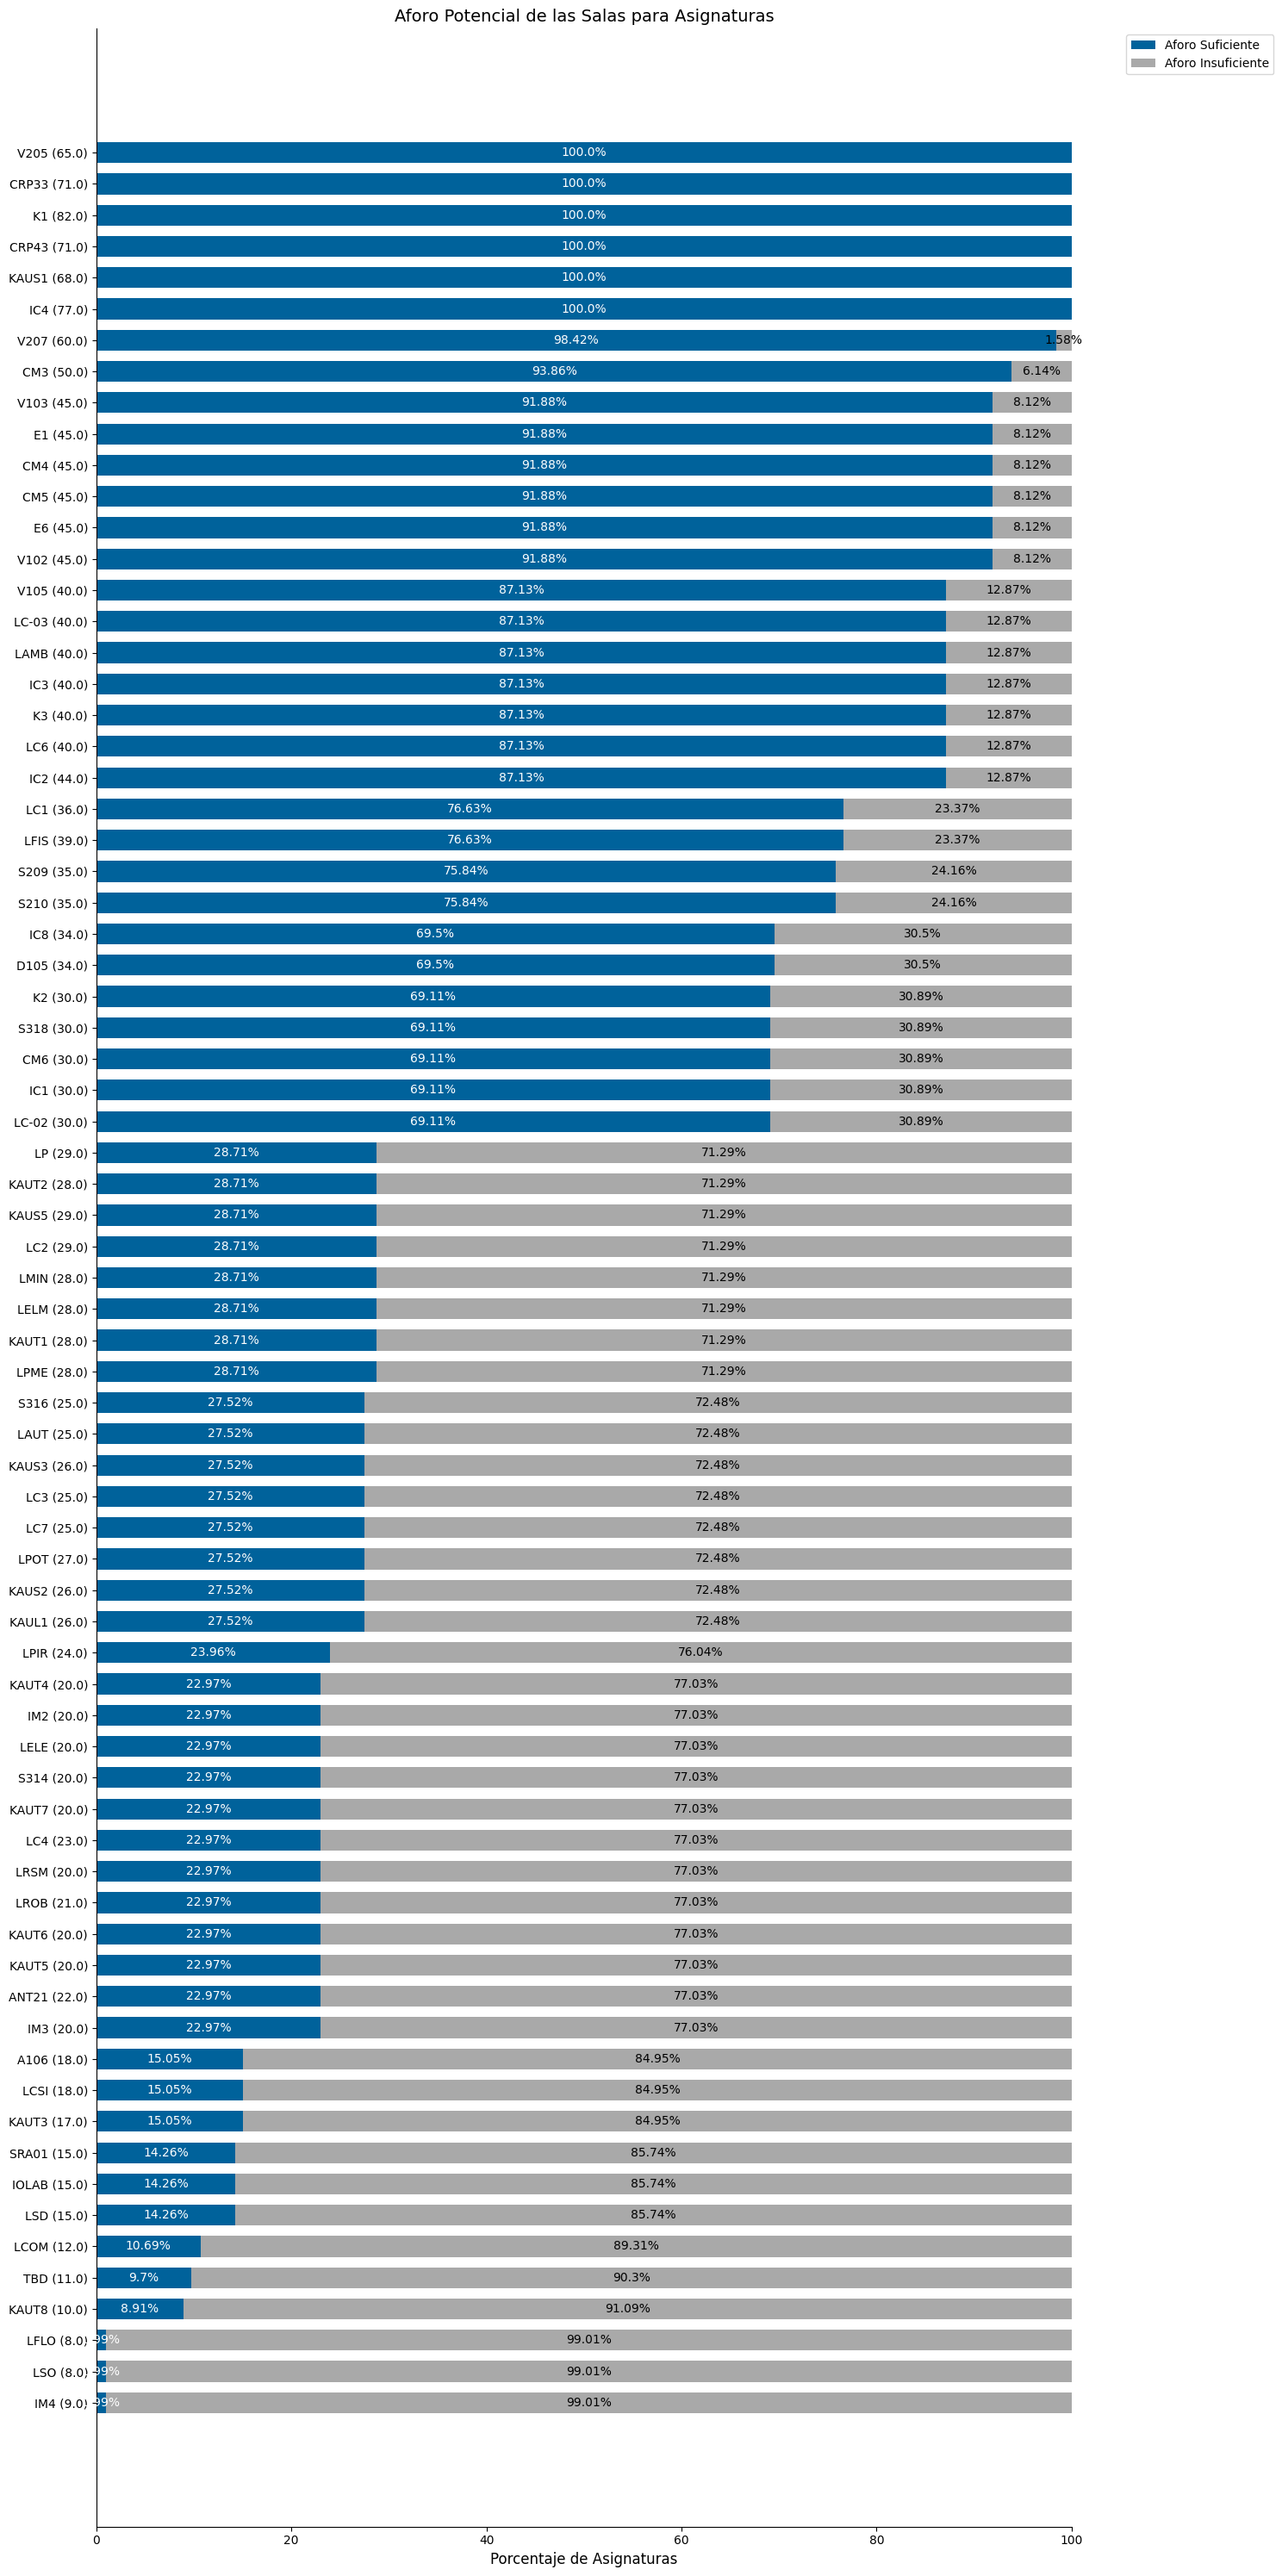 Aforo Potencial de las Salas para Asignaturas
Aforo Suficiente
Aforo Insuficiente
V205 (65.0) 100.0%
CRP33 (71.0) 100.0%
K1 (82.0) 100.0%
CRP43 (71.0) 100.0%
KAUS1 (68.0) 100.0%
IC4 (77.0) 100.0%
V207 (60.0) 98.42% 1.58%
CM3 (50.0) 93.86% 6.14%
V103 (45.0) 91.88% 8.12%
E1 (45.0) 91.88% 8.12%
CM4 (45.0) 91.88% 8.12%
CM5 (45.0) 91.88% 8.12%
E6 (45.0) 91.88% 8.12%
V102 (45.0) 91.88% 8.12%
V105 (40.0) 87.13% 12.87%
LC-03 (40.0) 87.13% 12.87%
LAMB (40.0) 87.13% 12.87%
IC3 (40.0) 87.13% 12.87%
K3 (40.0) 87.13% 12.87%
LC6 (40.0) 87.13% 12.87%
IC2 (44.0) 87.13% 12.87%
LC1 (36.0) 76.63% 23.37%
LFIS (39.0) 76.63% 23.37%
S209 (35.0) 75.84% 24.16%
S210 (35.0) 75.84% 24.16%
IC8 (34.0) 69.5% 30.5%
D105 (34.0) 69.5% 30.5%
K2 (30.0) 69.11% 30.89%
S318 (30.0) 69.11% 30.89%
CM6 (30.0) 69.11% 30.89%
IC1 (30.0) 69.11% 30.89%
LC-02 (30.0) 69.11% 30.89%
LP (29.0) 28.71% 71.29%
KAUT2 (28.0) 28.71% 71.29%
KAUS5 (29.0) 28.71% 71.29%
LC2 (29.0) 28.71% 71.29%
LMIN (28.0) 28.71% 71.29%
LELM (28.0) 28.71% 71.29%
KAUT1 (28.0) 28.71% 71.29%
LPME (28.0) 28.71% 71.29%
S316 (25.0) 27.52% 72.48%
LAUT (25.0) 27.52% 72.48%
KAUS3 (26.0) 27.52% 72.48%
LC3 (25.0) 27.52% 72.48%
LC7 (25.0) 27.52% 72.48%
LPOT (27.0) 27.52% 72.48%
KAUS2 (26.0) 27.52% 72.48%
KAUL1 (26.0) 27.52% 72.48%
LPIR (24.0) 23.96% 76.04%
KAUT4 (20.0) 22.97% 77.03%
IM2 (20.0) 22.97% 77.03%
LELE (20.0) 22.97% 77.03%
S314 (20.0) 22.97% 77.03%
KAUT7 (20.0) 22.97% 77.03%
LC4 (23.0) 22.97% 77.03%
LRSM (20.0) 22.97% 77.03%
LROB (21.0) 22.97% 77.03%
KAUT6 (20.0) 22.97% 77.03%
KAUT5 (20.0) 22.97% 77.03%
ANT21 (22.0) 22.97% 77.03%
IM3 (20.0) 22.97% 77.03%
A106 (18.0) 15.05% 84.95%
LCSI (18.0) 15.05% 84.95%
KAUT3 (17.0) 15.05% 84.95%
SRA01 (15.0) 14.26% 85.74%
IOLAB (15.0) 14.26% 85.74%
LSD (15.0) 14.26% 85.74%
LCOM (12.0) 10.69% 89.31%
TBD (11.0) 9.7% 90.3%
KAUT8 (10.0) 8.91% 91.09%
LFLO (8.0) 99.01%
LSO (8.0) 99.01%
IM4 (9.0) 99.01%
0 20 40 60 80 100
Porcentaje de Asignaturas